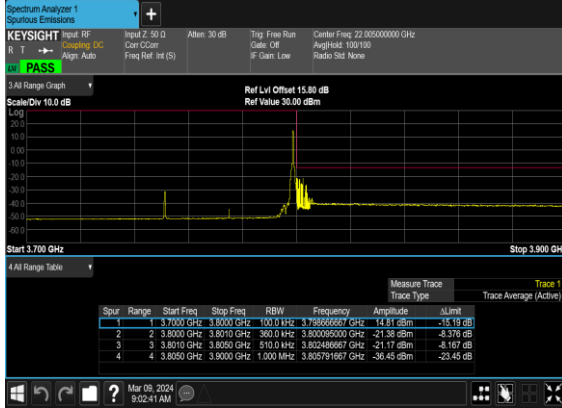 Spectrum Analyzer 1
Spurious Emissions
+
KEYSIGHT Input: RF Input Z: 50 Ω Atten: 30 dB Trig: Free Run Center Freq: 22.005000000 GHz
R T Coupling: DC Corr CCorr Gate: Off Avg|Hold: 100/100
Align: Auto Freq Ref: Int (S) IF Gain: Low Radio Std: None
PASS
3 All Range Graph
Ref Lvl Offset 15.80 dB
Scale/Div 10.0 dB Ref Value 30.00 dBm
Log
20.0
10.0
0.00
-10.0
-20.0
-30.0
-40.0
-50.0
-60.0
Start 3.700 GHz Stop 3.900 GH
4 All Range Table
Measure Trace Trace 1
Trace Type Trace Average (Active)
Spur Range Start Freq Stop Freq RBW Frequency Amplitude ΔLimit
1 1 3.7000 GHz 3.8000 GHz 100.0 kHz 3.798666667 GHz 14.81 dBm -15.19 dB
2 2 3.8000 GHz 3.8010 GHz 360.0 kHz 3.800095000 GHz -21.38 dBm -8.376 dB
3 3 3.8010 GHz 3.8050 GHz 510.0 kHz 3.802486667 GHz -21.17 dBm -8.167 dB
4 4 3.8050 GHz 3.9000 GHz 1.000 MHz 3.805791667 GHz -36.45 dBm -23.45 dB
?
Mar 09, 2024
9:02:41 AM